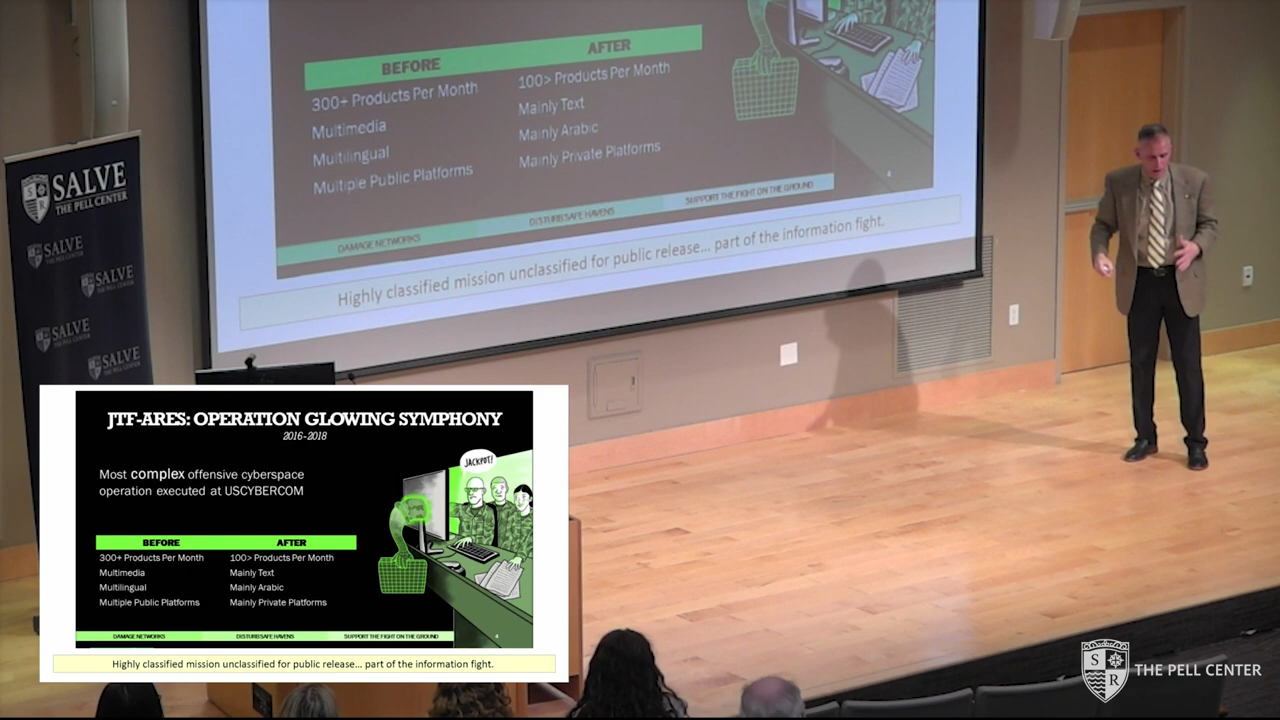 BEFORE
AFTER
300+ Products Per Month
100> Products Per Month
Multimedia
Mainly Text
Multilingual
Mainly Arabic
Multiple Public Platforms
Mainly Private Platforms
4
DAMAGE NETWORKS
DISTURB SAFE HAVENS
SUPPORT THE FIGHT ON THE GROUND
Highly classified mission unclassified for public release... part of the information fight.
S R
SALVE
THE PELL CENTER
SALVE
SALVE
SALVE
SALVE
JTF-ARES: OPERATION GLOWING SYMPHONY
2016-2018
Most complex offensive cyberspace
operation executed at USCYBERCOM
JACKPOT!
BEFORE
AFTER
300+ Products Per Month
100> Products Per Month
Multimedia
Mainly Text
Multilingual
Mainly Arabic
Multiple Public Platforms
Mainly Private Platforms
DAMAGE NETWORKS
DISTURB SAFE HAVENS
SUPPORT THE FIGHT ON THE GROUND
4
Highly classified mission unclassified for public release... part of the information fight.
S R
THE PELL CENTER